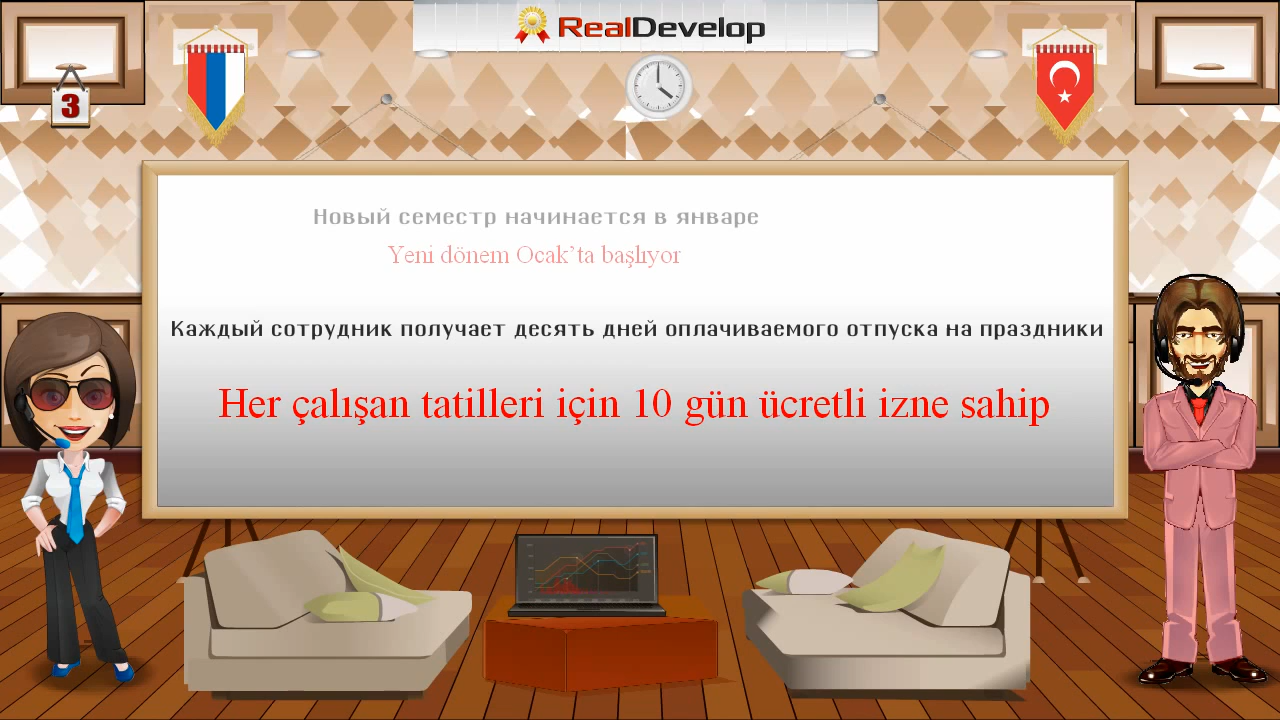 RealDevelop
3
Новый семестр начинается в январе
Yeni dönem Ocak’ta başlıyor
Каждый сотрудник получает десять дней оплачиваемого отпуска на праздники
Her çalışan tatilleri için 10 gün ücretli izne sahip